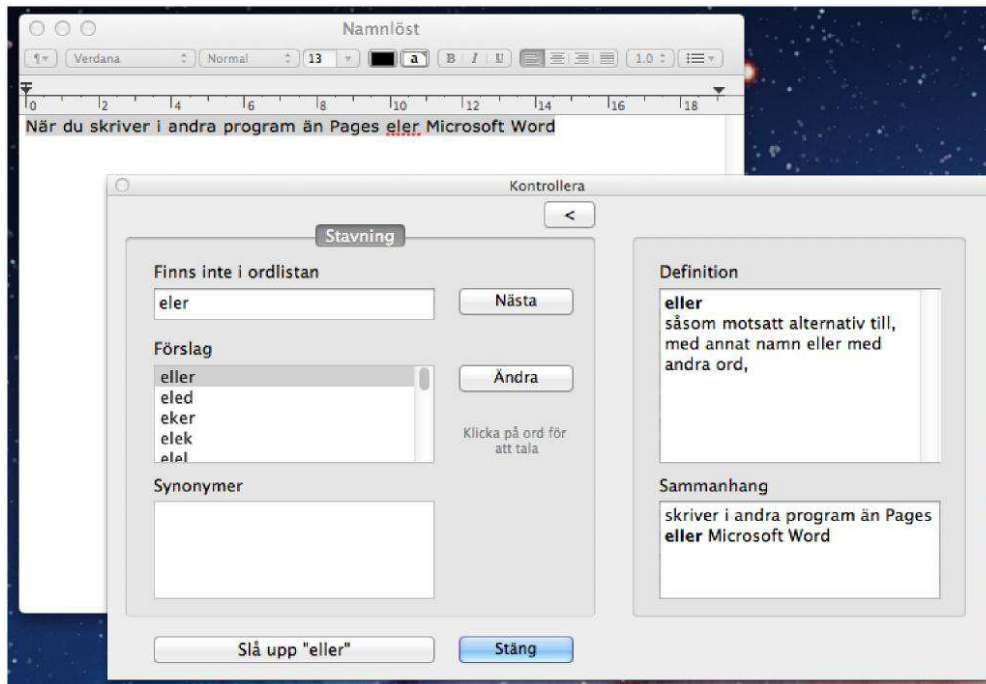 Namnlöst
¶ Verdana Normal 13 a B I U 1.0
0 2 4 6 8 10 12 14 16 18
När du skriver i andra program än Pages eler Microsoft Word
Kontrollera
<
Stavning
Finns inte i ordlistan
eler
Nästa
Förslag
eller
eled
eker
elek
elel
Ändra
Klicka på ord för
att tala
Synonymer
Slå upp "eller"
Stäng
Definition
eller
såsom motsatt alternativ till,
med annat namn eller med
andra ord,
Sammanhang
skriver i andra program än Pages
eller Microsoft Word